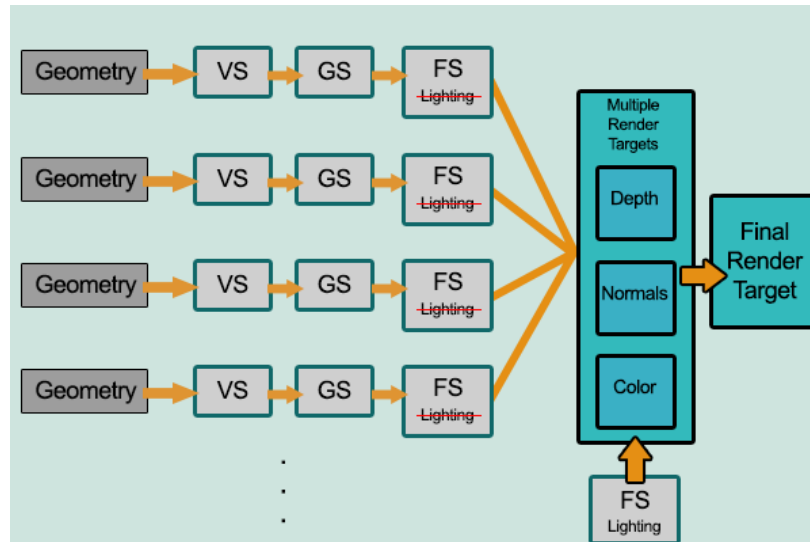 Geometry
VS
GS
FS
Lighting
Geometry
VS
GS
FS
Lighting
Geometry
VS
GS
FS
Lighting
Geometry
VS
GS
FS
Lighting
Multiple
Render
Targets
Depth
Normals
Color
FS
Lighting
Final
Render
Target